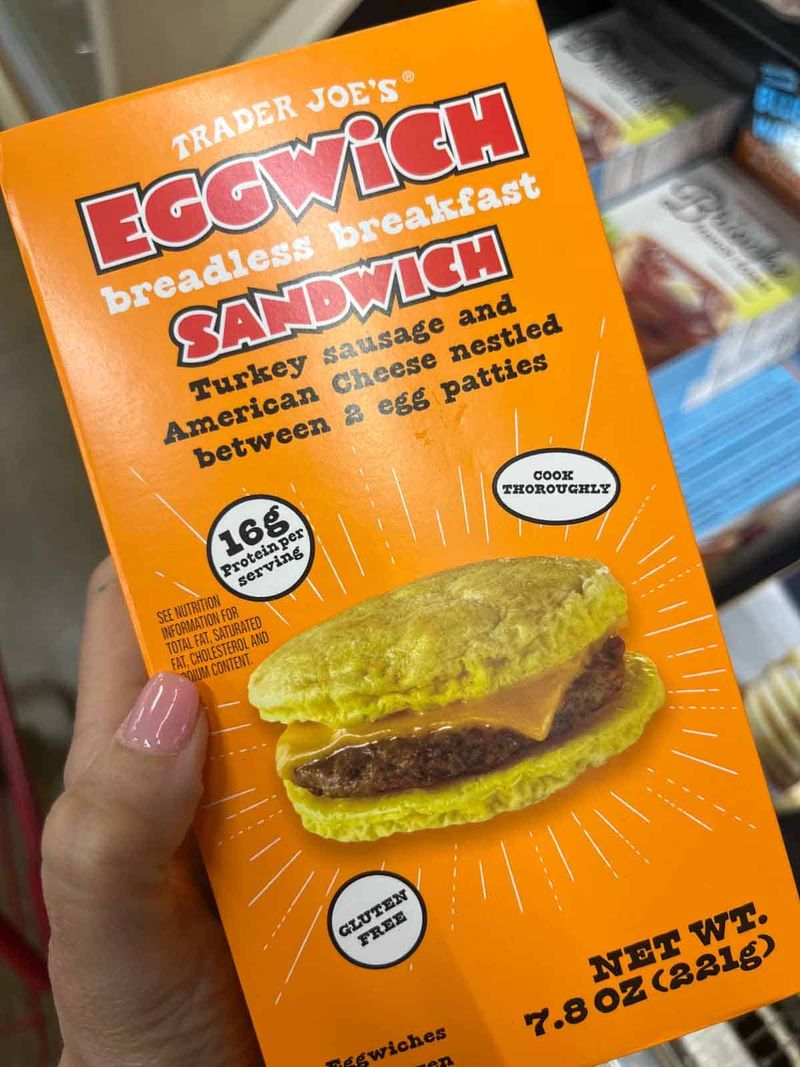 TRADER JOE'S®
EGGWiCH
breadless breakfast
SANDWICH
Turkey sausage and
American Cheese nestled
between 2 egg patties
COOK
THOROUGHLY
16g
Protein per
serving
SEE NUTRITION
INFORMATION FOR
TOTAL FAT, SATURATED
FAT, CHOLESTEROL AND
CONTENT.
GLUTEN
FREE
NET WT.
7.8 OZ (221g)